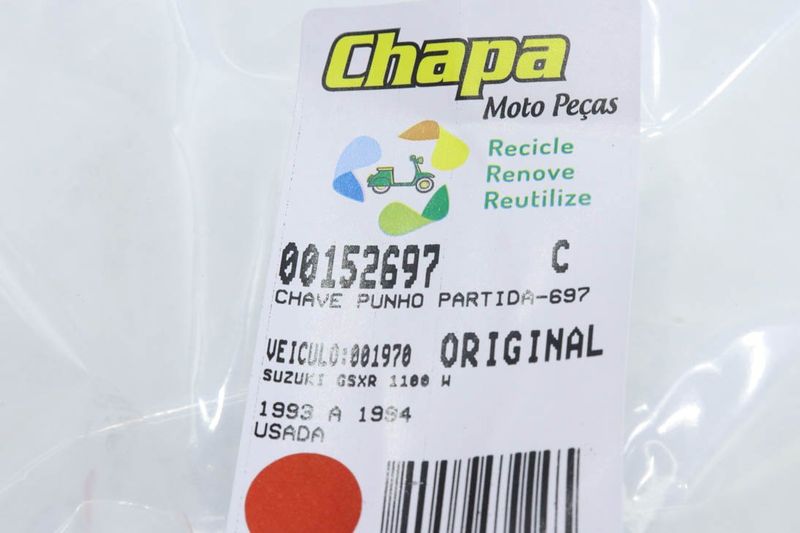 Chapa
Moto Peças
Recicle
Renove
Reutilize
00152697 C
CHAVE PUNHO PARTIDA-697
VEICULO:001970 ORIGINAL
SUZUKI GSXR 1100 W
1993 A 1994
USADA